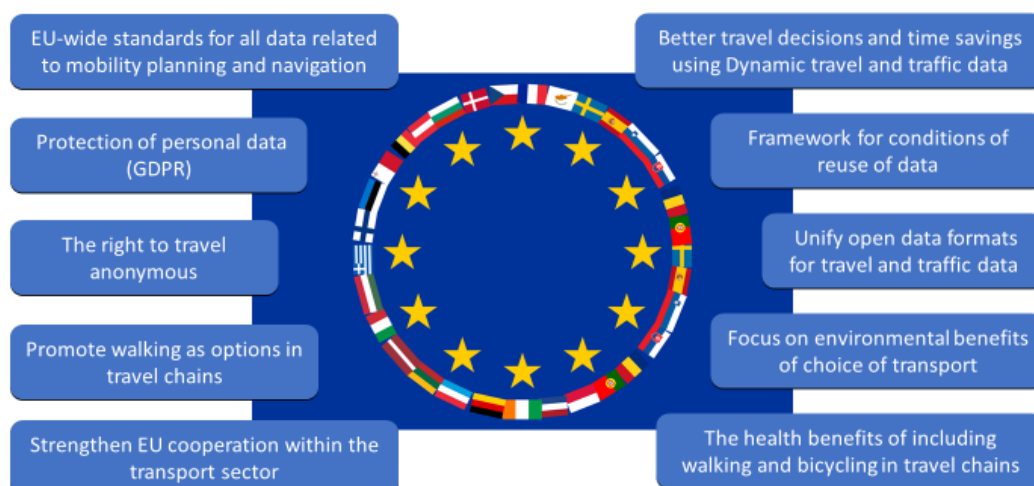 EU-wide standards for all data related
to mobility planning and navigation
Protection of personal data
(GDPR)
The right to travel
anonymous
Promote walking as options in
travel chains
Strengthen EU cooperation within the
transport sector
Better travel decisions and time savings
using Dynamic travel and traffic data
Framework for conditions of
reuse of data
Unify open data formats
for travel and traffic data
Focus on environmental benefits
of choice of transport
The health benefits of including
walking and bicycling in travel chains